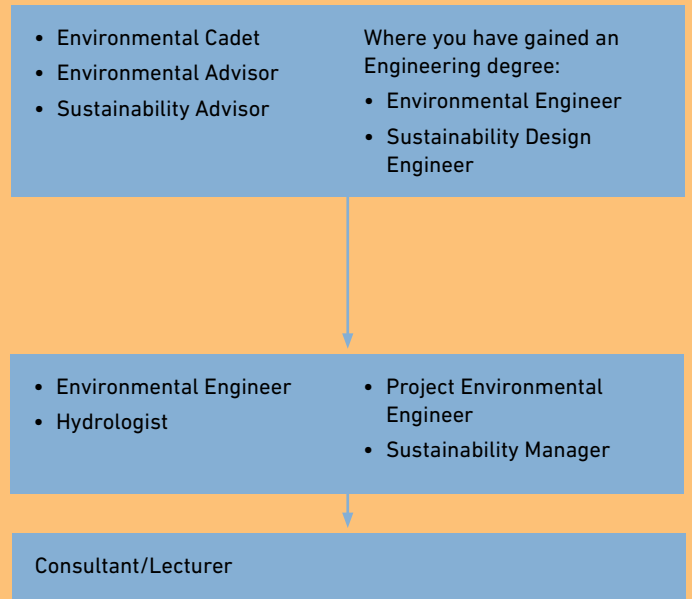 • Environmental Cadet
• Environmental Advisor
• Sustainability Advisor
Where you have gained an
Engineering degree:
• Environmental Engineer
• Sustainability Design
Engineer
• Environmental Engineer
• Hydrologist
• Project Environmental
Engineer
• Sustainability Manager
Consultant/Lecturer